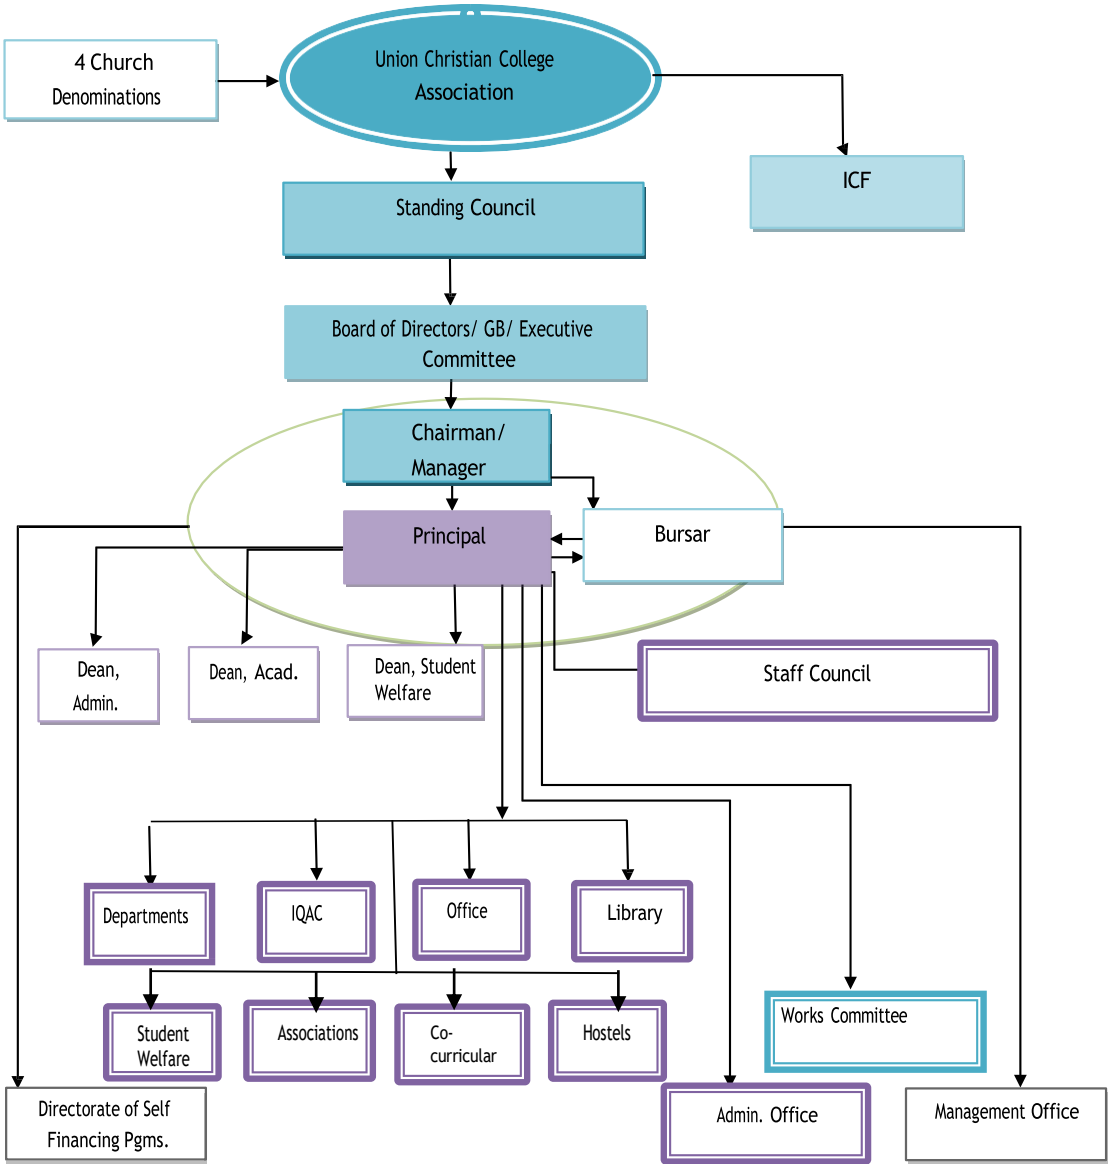 4 Church
Denominations
Union Christian College
Association
ICF
Standing Council
Board of Directors/ GB/ Executive
Committee
Chairman/
Manager
Principal
Bursar
Dean,
Admin.
Dean, Acad.
Dean, Student
Welfare
Staff Council
Departments
IQAC
Office
Library
Student
Welfare
Associations
Co-
curricular
Hostels
Works Committee
Directorate of Self
Financing Pgms.
Admin. Office
Management Office